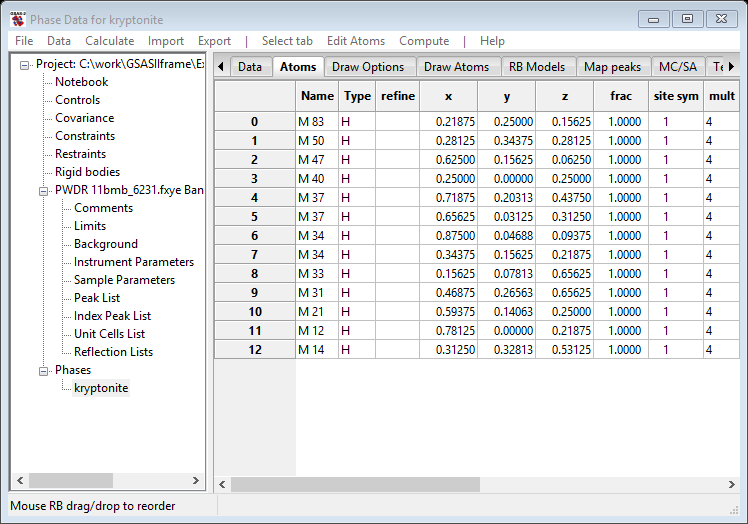 GSAS-II
Phase Data for kryptonite
File Data Calculate Import Export | Select tab Edit Atoms Compute | Help
Project: C:\work\GSASIIframe\Ex
Notebook
Controls
Covariance
Constraints
Restraints
Rigid bodies
PWDR 11bmb_6231.fxye Ban
Comments
Limits
Background
Instrument Parameters
Sample Parameters
Peak List
Index Peak List
Unit Cells List
Reflection Lists
Phases
kryptonite
Data Atoms Draw Options Draw Atoms RB Models Map peaks MC/SA Te
Name Type refine x y z frac site sym mult
0 M 83 H 0.21875 0.25000 0.15625 1.0000 1 4
1 M 50 H 0.28125 0.34375 0.28125 1.0000 1 4
2 M 47 H 0.62500 0.15625 0.06250 1.0000 1 4
3 M 40 H 0.25000 0.00000 0.25000 1.0000 1 4
4 M 37 H 0.71875 0.20313 0.43750 1.0000 1 4
5 M 37 H 0.65625 0.03125 0.31250 1.0000 1 4
6 M 34 H 0.87500 0.04688 0.09375 1.0000 1 4
7 M 34 H 0.34375 0.15625 0.21875 1.0000 1 4
8 M 33 H 0.15625 0.07813 0.65625 1.0000 1 4
9 M 31 H 0.46875 0.26563 0.65625 1.0000 1 4
10 M 21 H 0.59375 0.14063 0.25000 1.0000 1 4
11 M 12 H 0.78125 0.00000 0.21875 1.0000 1 4
12 M 14 H 0.31250 0.32813 0.53125 1.0000 1 4
Mouse RB drag/drop to reorder